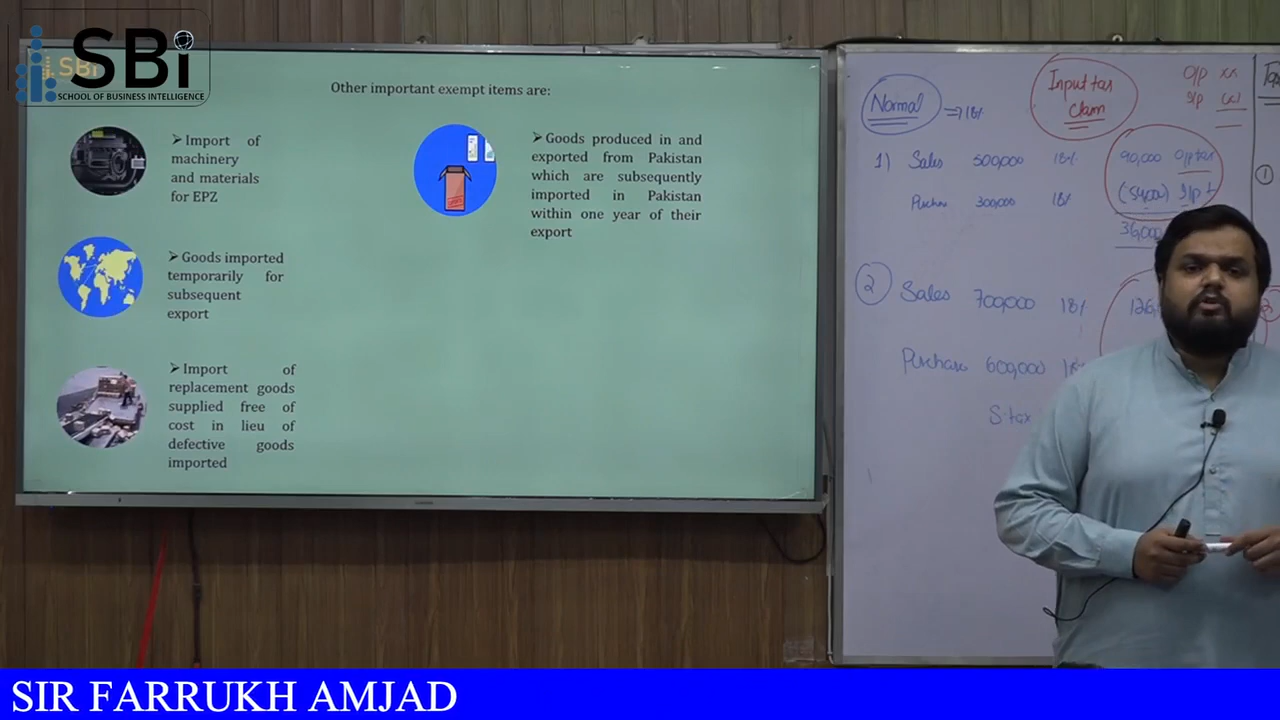 SBi
SCHOOL OF BUSINESS INTELLIGENCE
Other important exempt items are:
➢Import of
machinery
and materials
for EPZ
➢Goods imported
temporarily for
subsequent
export
➢Import of
replacement goods
supplied free of
cost in lieu of
defective goods
imported
➢Goods produced in and
exported from Pakistan
which are subsequently
imported in Pakistan
within one year of their
export
Normal ⇒ 18%
Input tax
Claim
O/P xx
I/P (xx)
1) Sales 500,000 18% 90,000 O/p tax
Purchase 300,000 18% (54,000) I/p t
36,000
2 Sales 700,000 18%
Purchase 600,000
S. tax
1
SIR FARRUKH AMJAD